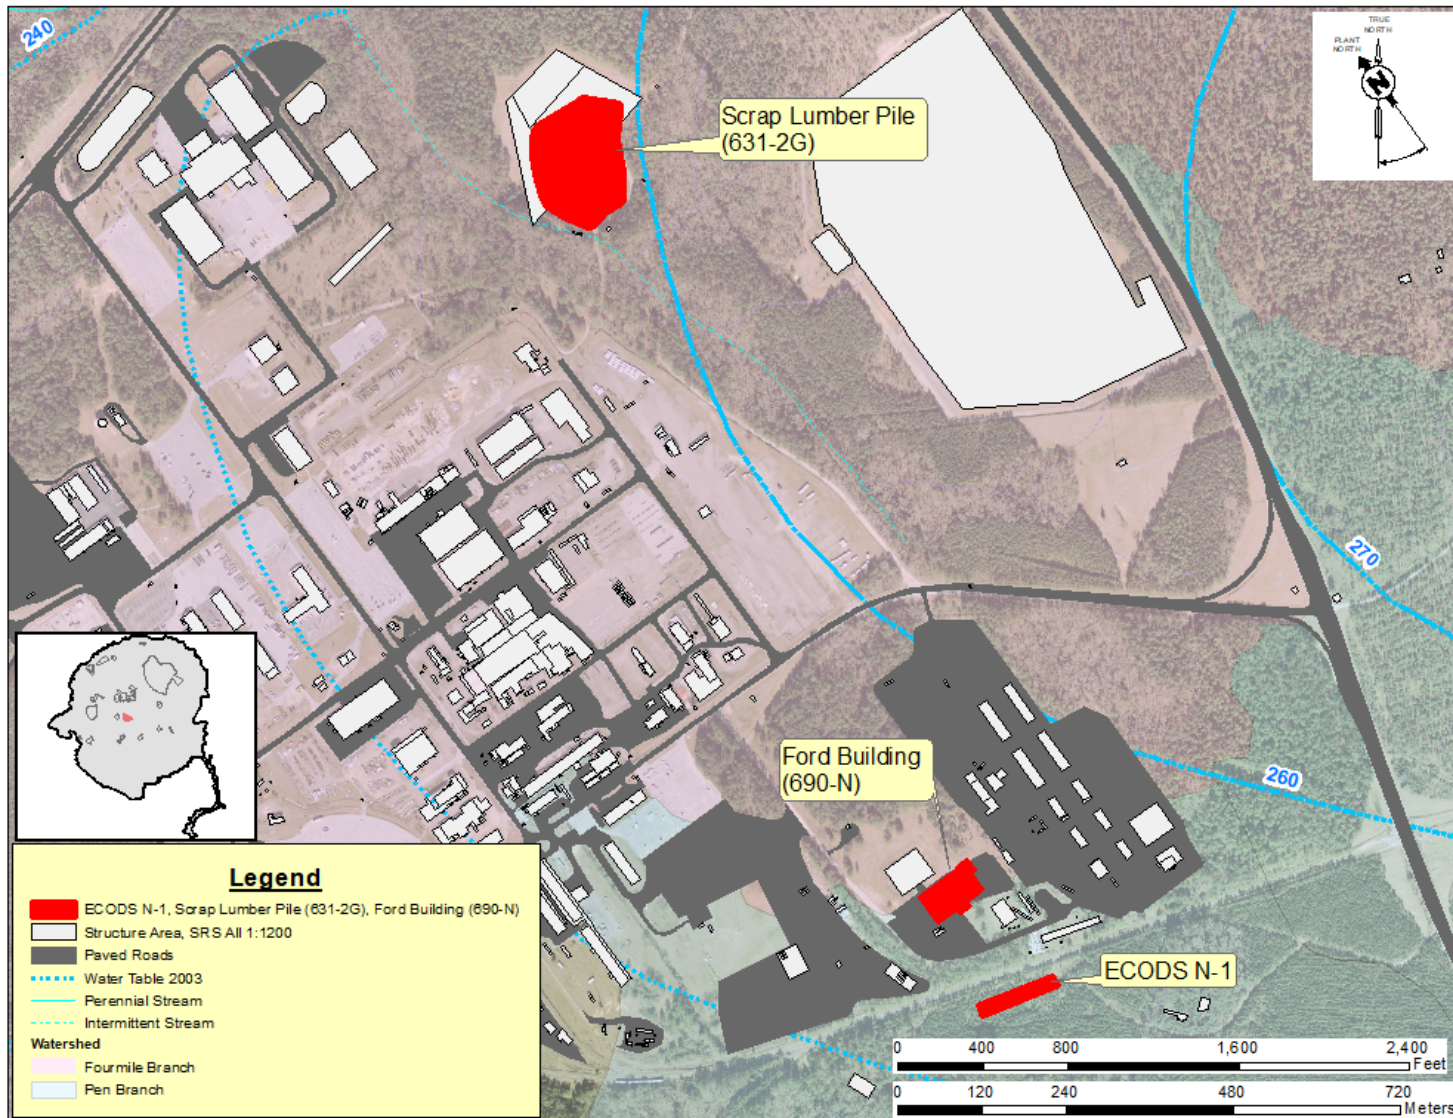 240
TRUE
NORTH
PLANT
NORTH
N
Scrap Lumber Pile
(631-2G)
270
Ford Building
(690-N)
260
ECODS N-1
Legend
ECODS N-1, Scrap Lumber Pile (631-2G), Ford Building (690-N)
Structure Area, SRS All 1:1200
Paved Roads
Water Table 2003
Perennial Stream
Intermittent Stream
Watershed
Fourmile Branch
Pen Branch
0 400 800 1,600 2,400
Feet
0 120 240 480 720
Meters